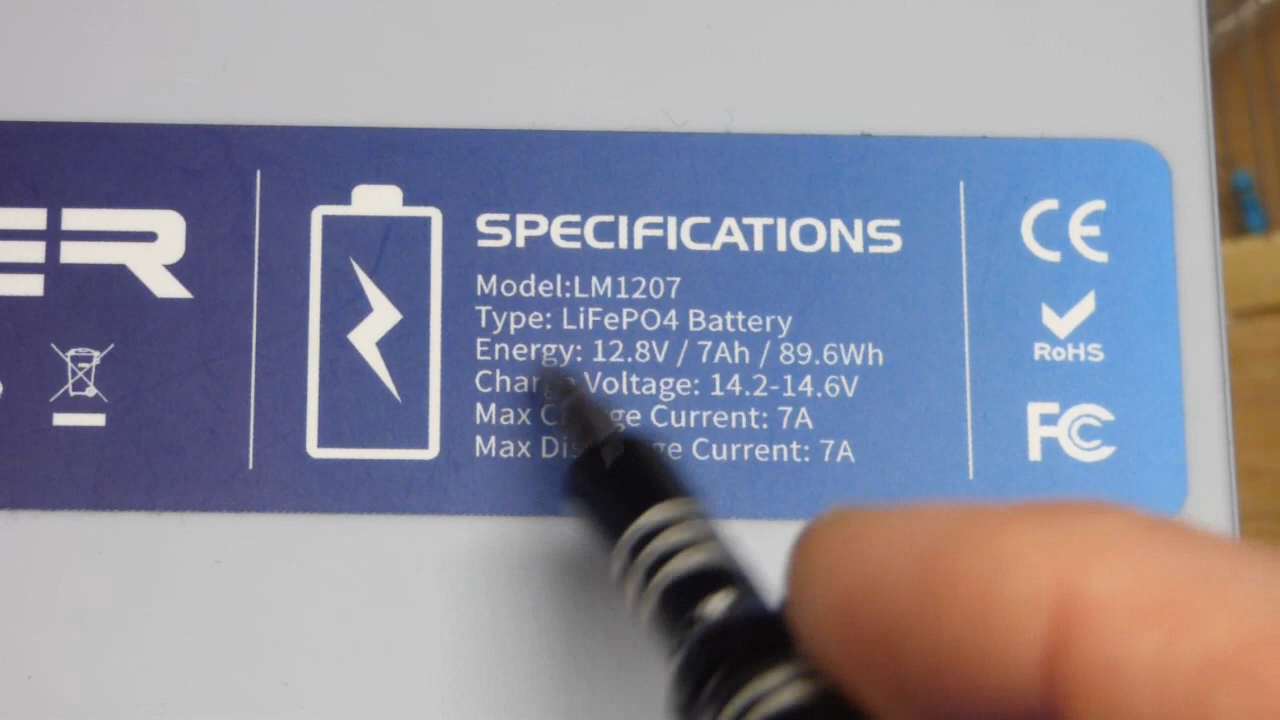 ER
SPECIFICATIONS
Model:LM1207
Type: LiFePO4 Battery
Energy: 12.8V / 7Ah / 89.6Wh
Voltage: 14.2-14.6V
Max Current: 7A
Max Current: 7A
CE
RoHS
FC